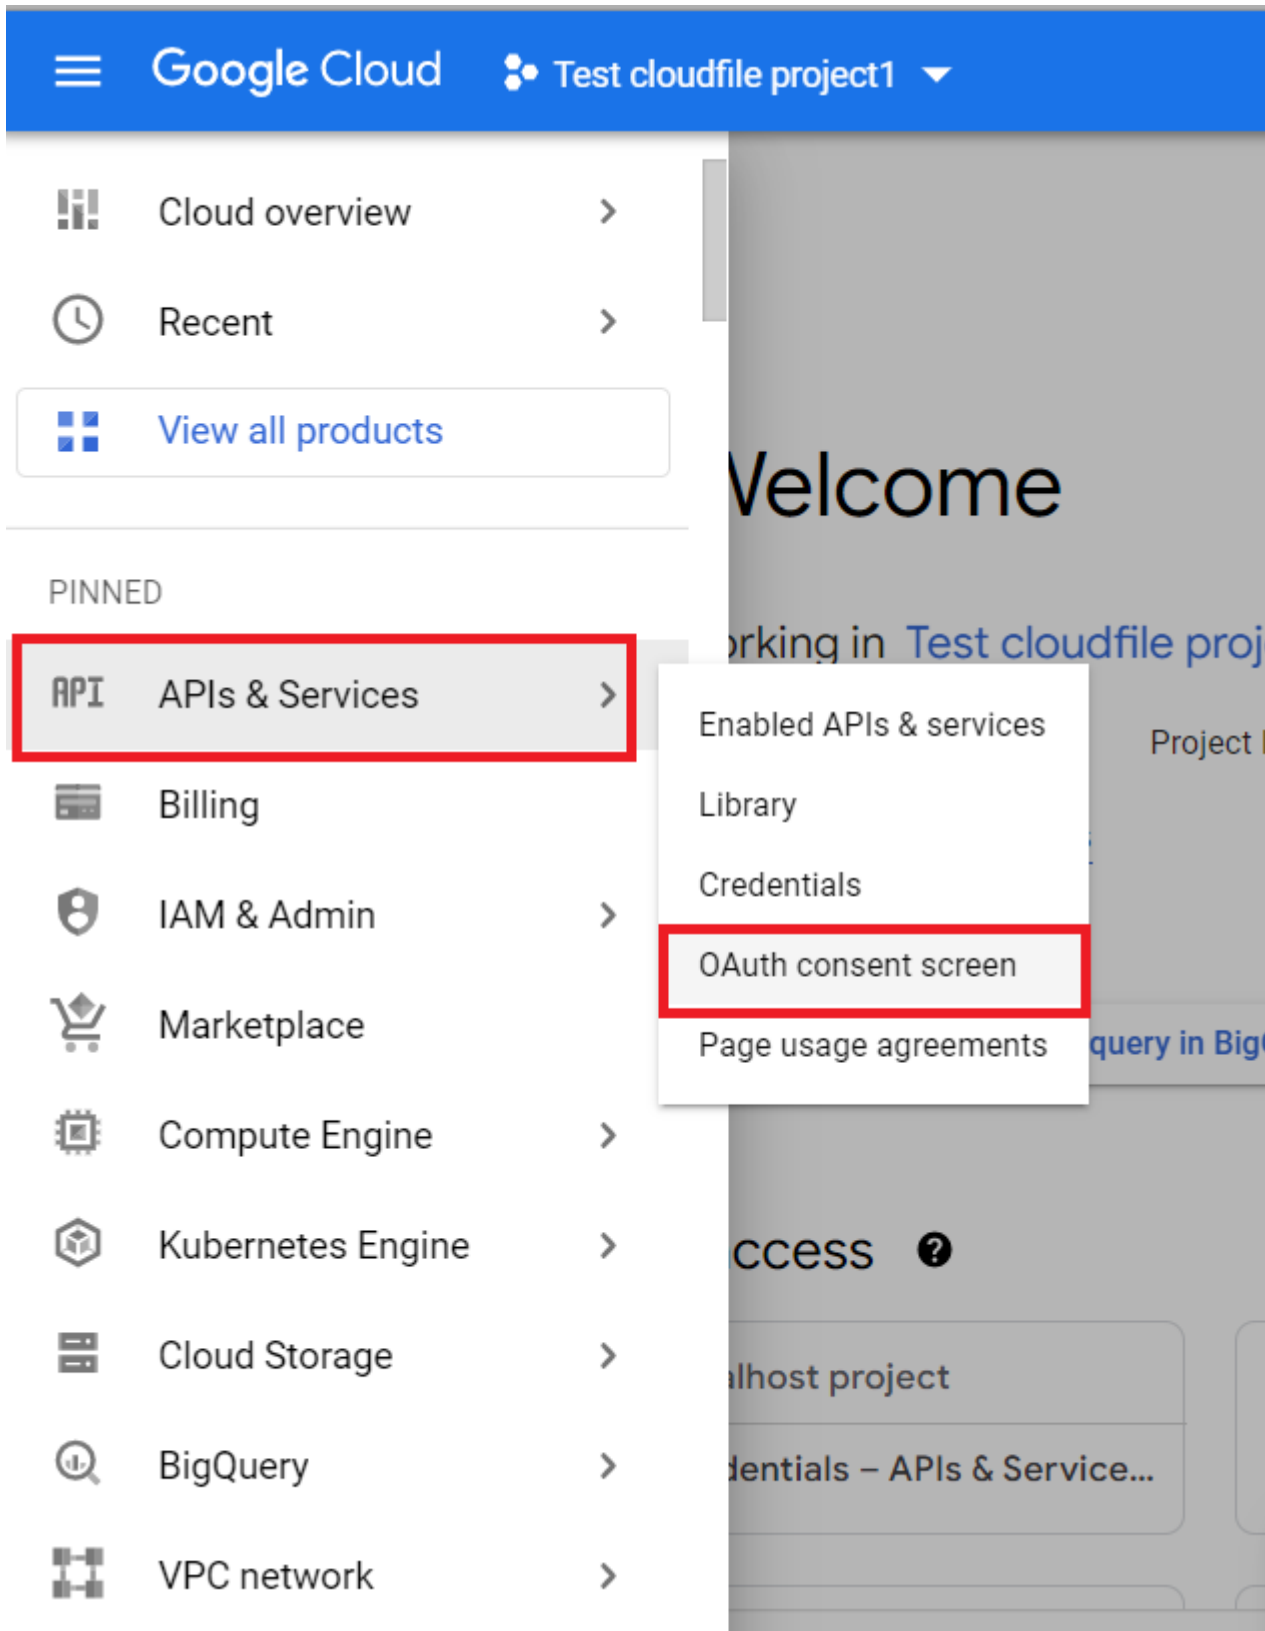 Google Cloud
Test cloudfile project1
Cloud overview
Recent
View all products
PINNED
API
APIs & Services
Billing
IAM & Admin
Marketplace
Compute Engine
Kubernetes Engine
Cloud Storage
BigQuery
VPC network
Enabled APIs & services
Library
Credentials
OAuth consent screen
Page usage agreements
Welcome
orking in Test cloudfile proj
Project
query in Big
ccess ?
alhost project
dentials – APIs & Service...